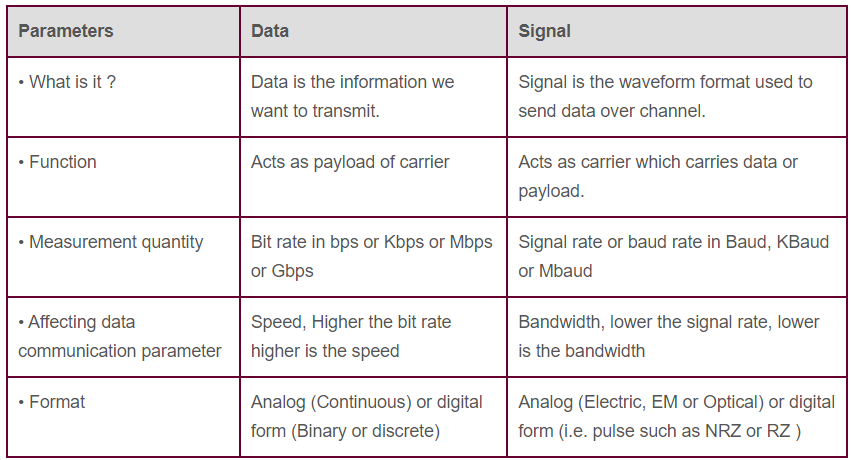 Parameters
Data
Signal
• What is it ?
Data is the information we
want to transmit.
Signal is the waveform format used to
send data over channel.
• Function
Acts as payload of carrier
Acts as carrier which carries data or
payload.
• Measurement quantity
Bit rate in bps or Kbps or Mbps
or Gbps
Signal rate or baud rate in Baud, KBaud
or Mbaud
• Affecting data
communication parameter
Speed, Higher the bit rate
higher is the speed
Bandwidth, lower the signal rate, lower
is the bandwidth
• Format
Analog (Continuous) or digital
form (Binary or discrete)
Analog (Electric, EM or Optical) or digital
form (i.e. pulse such as NRZ or RZ )